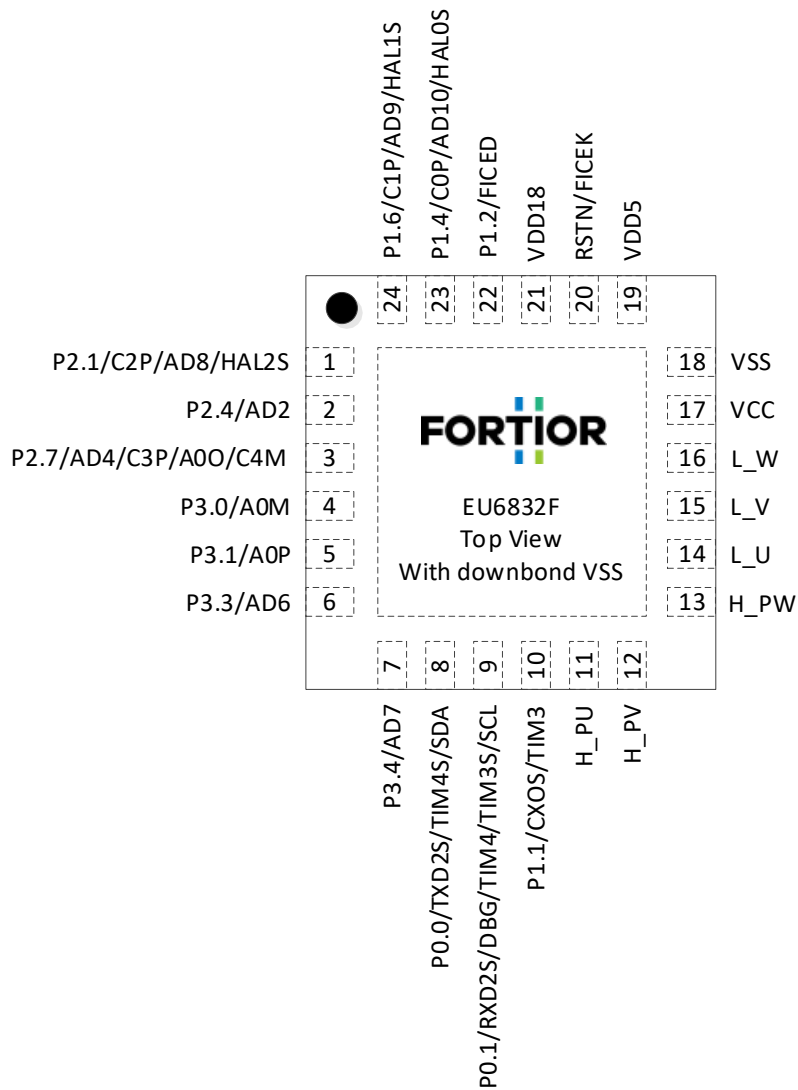 P1.6/C1P/AD9/HAL1S
P1.4/C0P/AD10/HAL0S
P1.2/FICED
VDD18
RSTN/FICEK
VDD5
24
23
22
21
20
19
P2.1/C2P/AD8/HAL2S 1
P2.4/AD2 2
P2.7/AD4/C3P/A0O/C4M 3
P3.0/A0M 4
P3.1/A0P 5
P3.3/AD6 6
FORTIOR
EU6832F
Top View
With downbond VSS
18 VSS
17 VCC
16 L_W
15 L_V
14 L_U
13 H_PW
7
8
9
10
11
12
P3.4/AD7
P0.0/TXD2S/TIM4S/SDA
P0.1/RXD2S/DBG/TIM4/TIM3S/SCL
P1.1/CXOS/TIM3
H_PU
H_PV